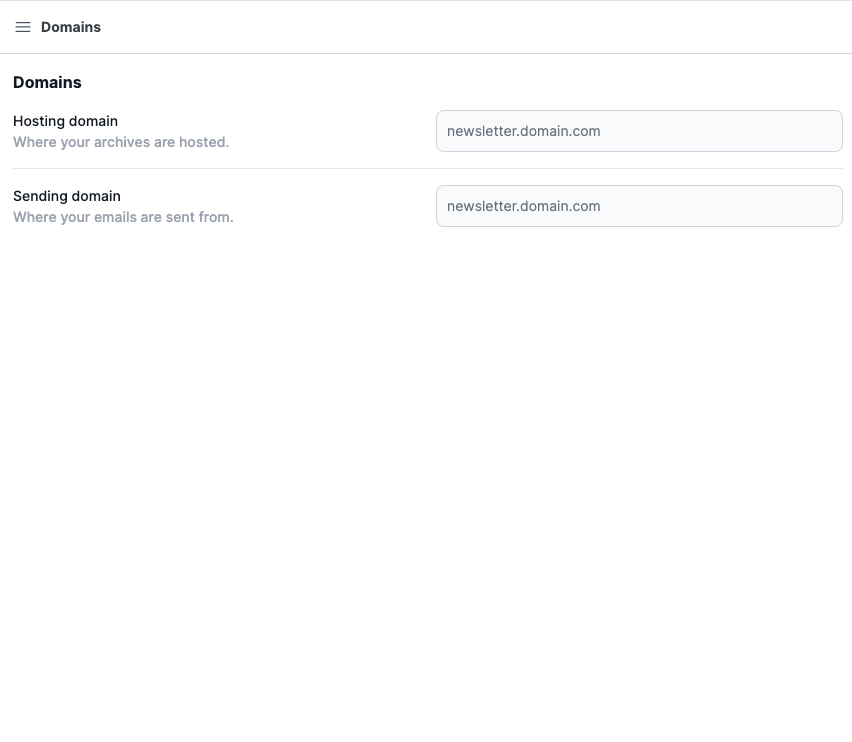 Domains
Domains
Hosting domain
Where your archives are hosted.
newsletter.domain.com
Sending domain
Where your emails are sent from.
newsletter.domain.com